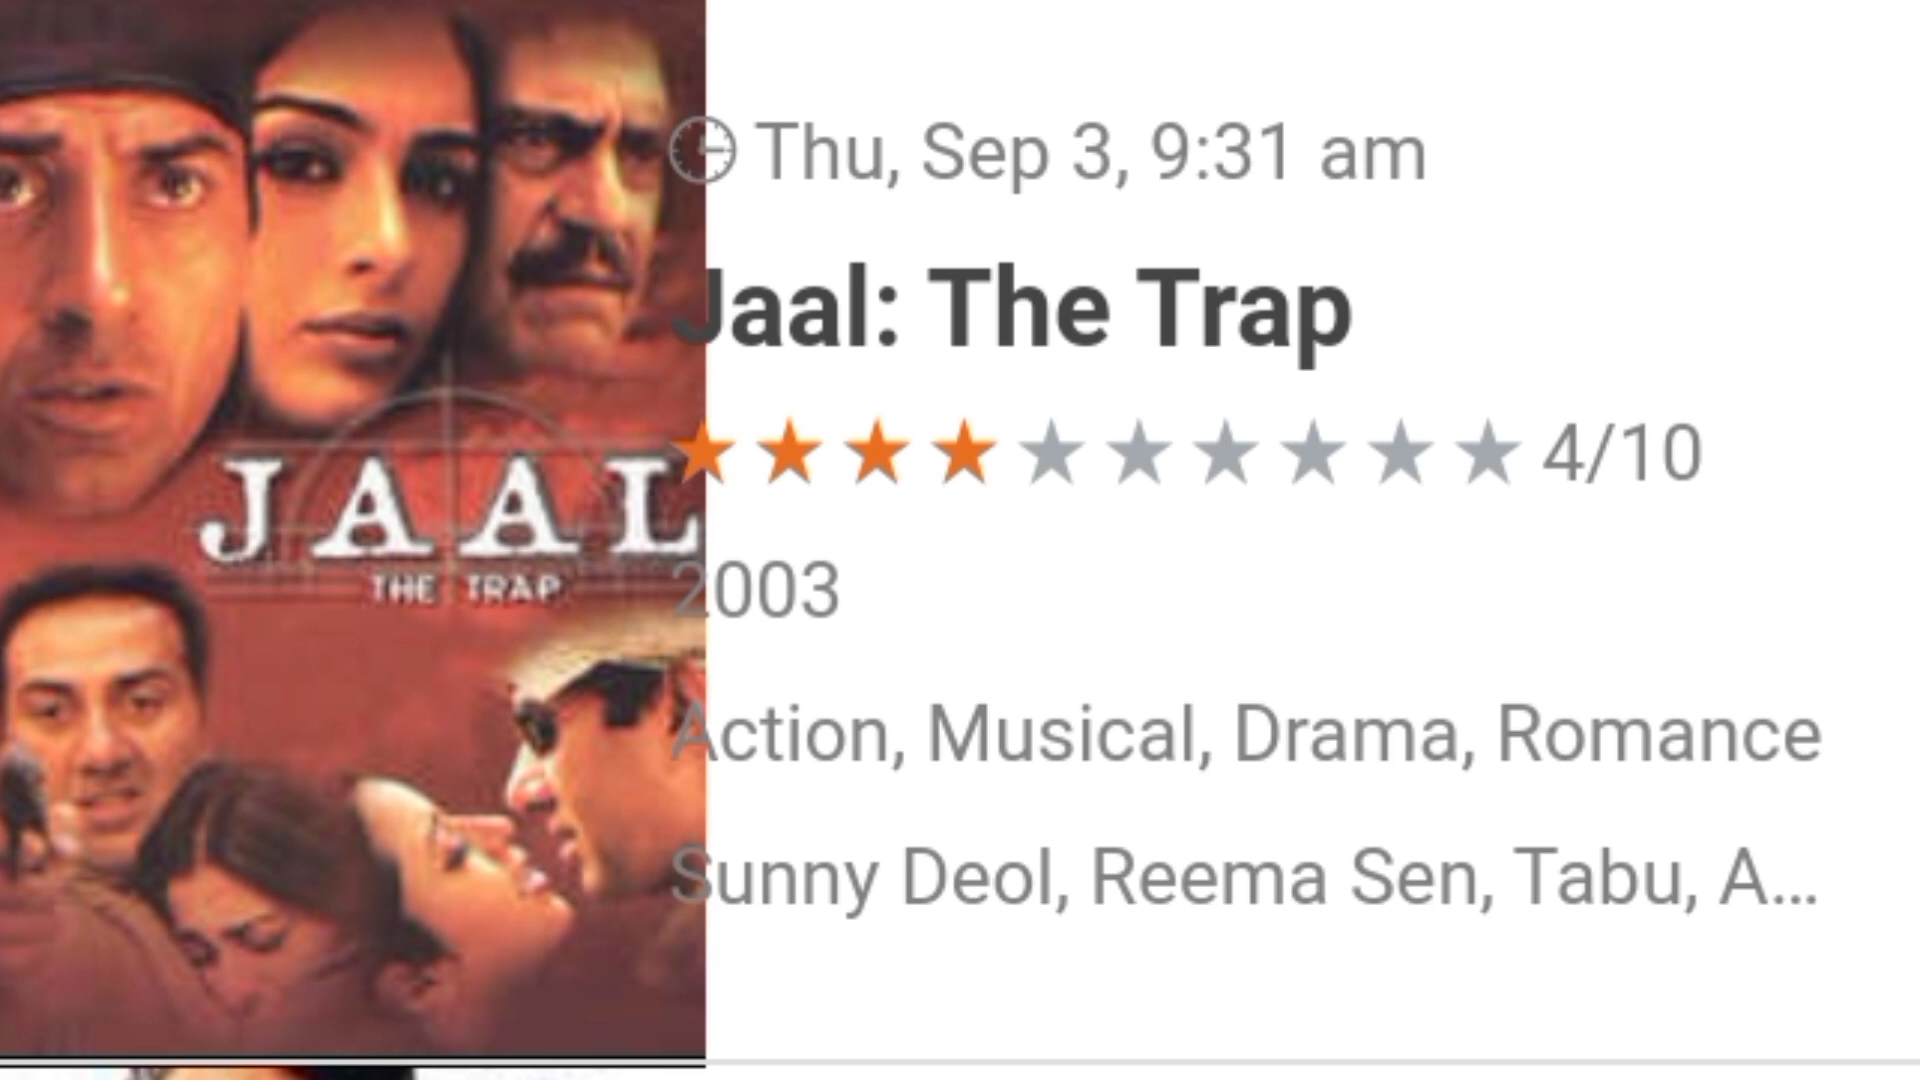 Thu, Sep 3, 9:31 am
Jaal: The Trap
4/10
2003
Action, Musical, Drama, Romance
Sunny Deol, Reema Sen, Tabu, A...
JAAL
THE TRAP